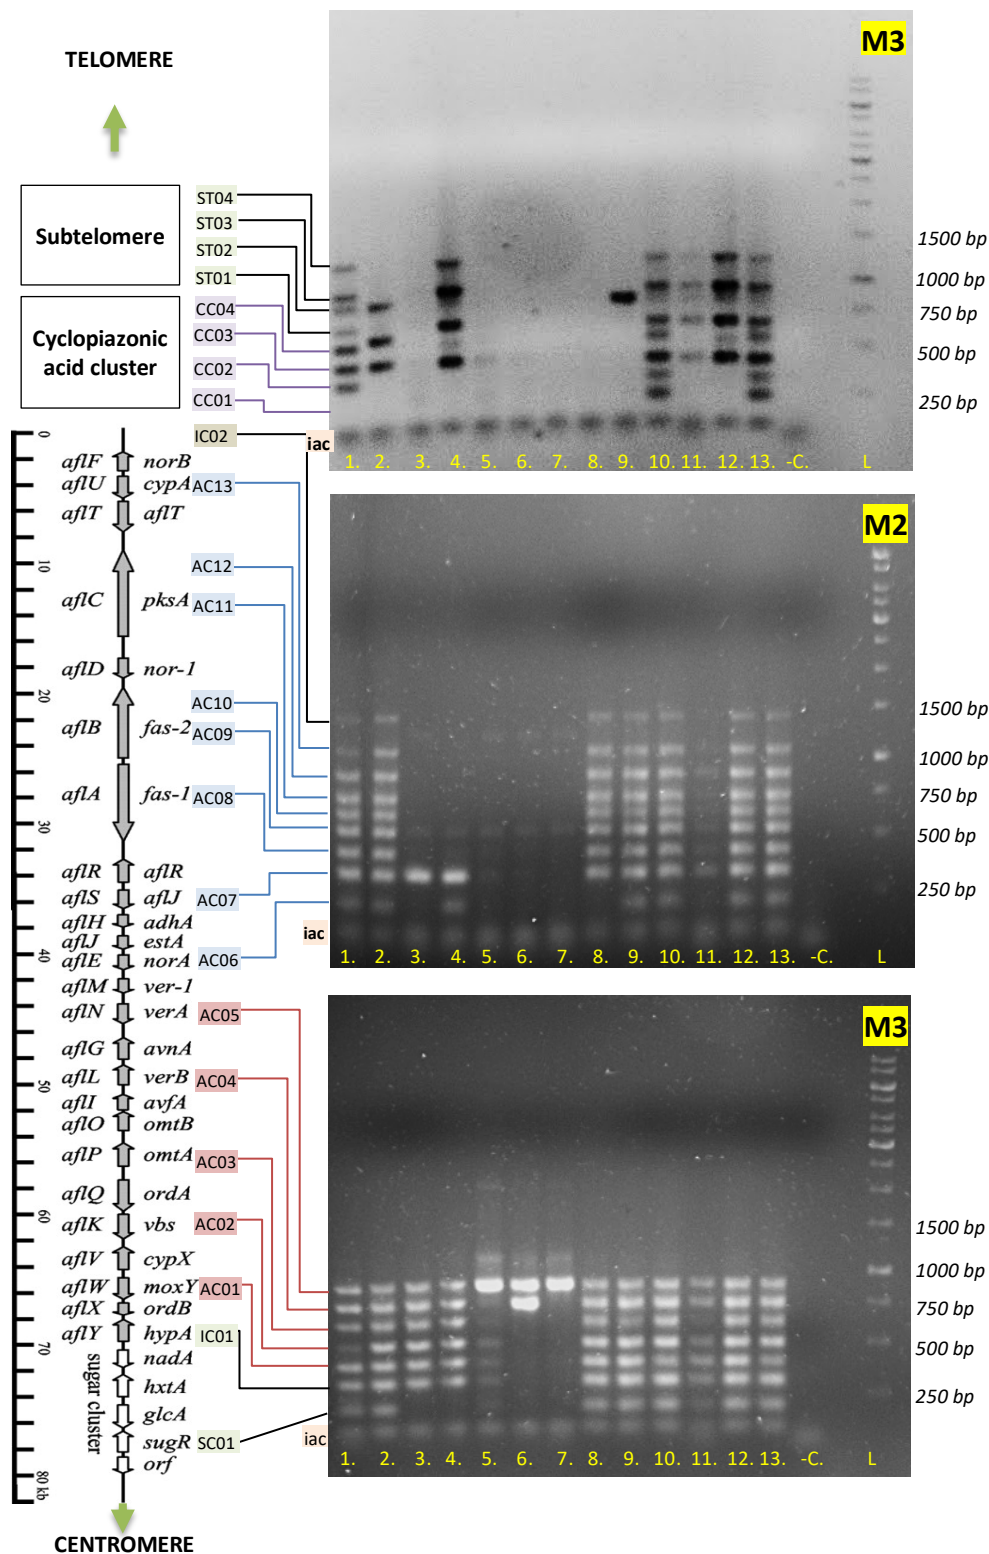 TELOMERE
Subtelomere
Cyclopiazonic
acid cluster
ST04
ST03
ST02
ST01
CC04
CC03
CC02
CC01
IC02
M3
1500 bp
1000 bp
750 bp
500 bp
250 bp
iac
1. 2. 3. 4. 5. 6. 7. 8. 9. 10. 11. 12. 13. -C. L
0
aflF norB
aflU cypA AC13
aflT aflT
10
AC12
aflC pksA AC11
aflD nor-1
20
AC10
aflB fas-2 AC09
aflA fas-1 AC08
30
aflR aflR
aflS aflJ AC07
aflH adhA
aflJ estA
40
aflE norA AC06
aflM ver-1
aflN verA AC05
aflG avnA
50
aflL verB AC04
aflI avfA
aflO omtB
aflP omtA AC03
aflQ ordA
60
aflK vbs AC02
aflV cypX
aflW moxY AC01
aflX ordB
aflY hypA IC01
70
nadA
hxtA
glcA
sugR SC01
orf
sugar cluster
80 kb
CENTROMERE
M2
1500 bp
1000 bp
750 bp
500 bp
250 bp
iac
1. 2. 3. 4. 5. 6. 7. 8. 9. 10. 11. 12. 13. -C. L
M3
1500 bp
1000 bp
750 bp
500 bp
250 bp
iac
1. 2. 3. 4. 5. 6. 7. 8. 9. 10. 11. 12. 13. -C. L